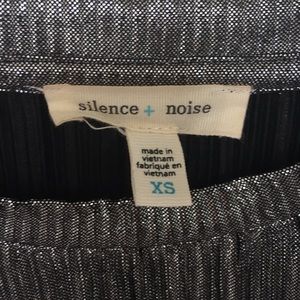 silence + noise
made in
vietnam
fabriqué en
vietnam
XS